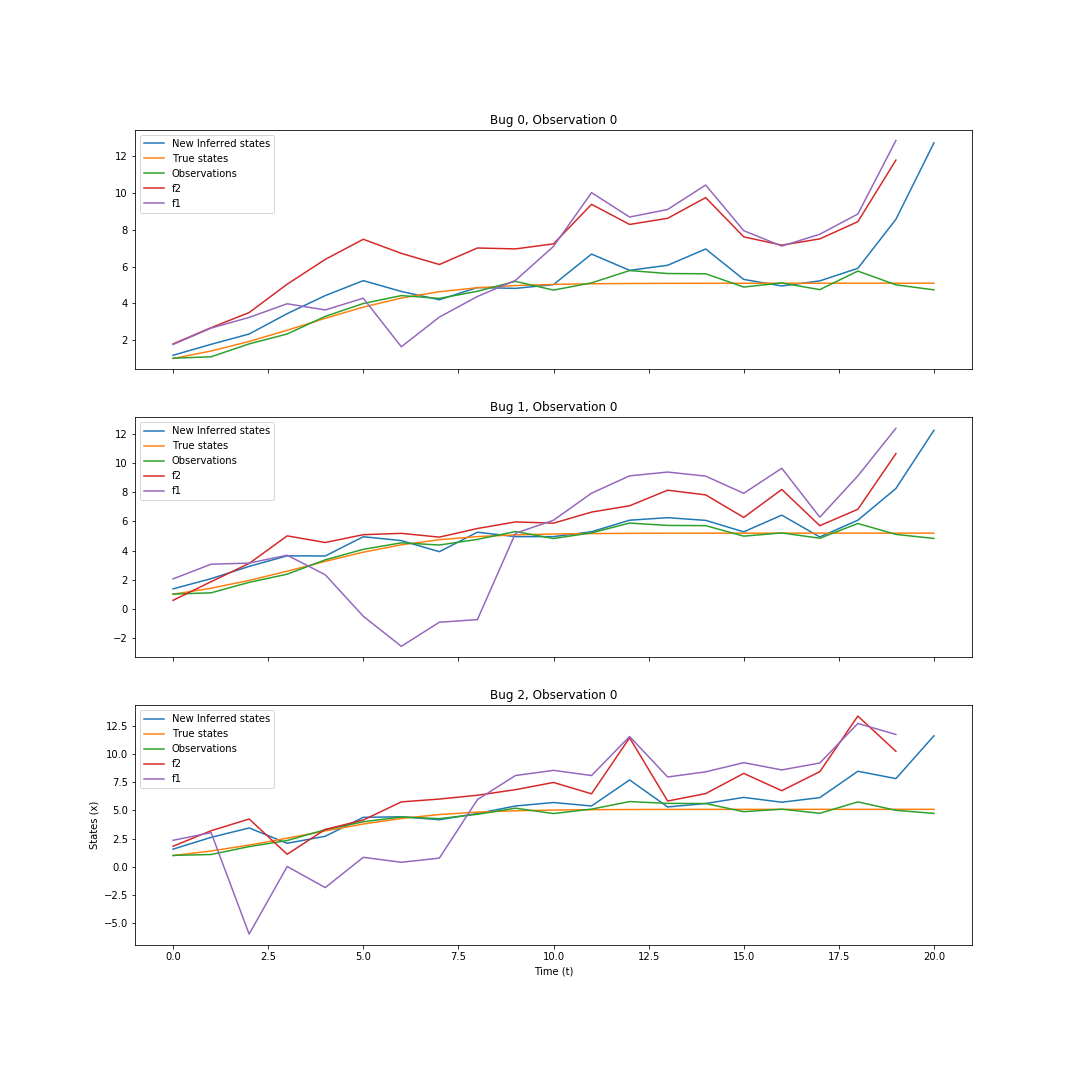 Bug 0, Observation 0
New Inferred states
True states
Observations
f2
f1
12
10
8
6
4
2
Bug 1, Observation 0
New Inferred states
True states
Observations
f2
f1
12
10
8
6
4
2
0
−2
Bug 2, Observation 0
New Inferred states
True states
Observations
f2
f1
12.5
10.0
7.5
5.0
2.5
0.0
−2.5
−5.0
States (x)
0.0 2.5 5.0 7.5 10.0 12.5 15.0 17.5 20.0
Time (t)